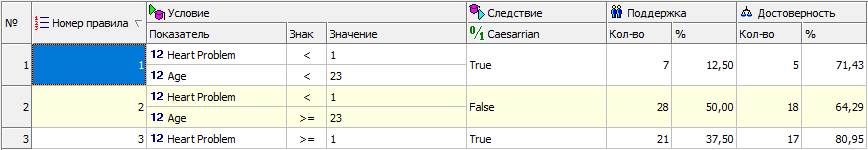 № Номер правила Условие Следствие Поддержка Достоверность
Показатель Знак Значение 0/1 Caesarrian Кол-во % Кол-во %
1 1 12 Heart Problem < 1 True 7 12,50 5 71,43
12 Age < 23
2 2 12 Heart Problem < 1 False 28 50,00 18 64,29
12 Age >= 23
3 3 12 Heart Problem >= 1 True 21 37,50 17 80,95